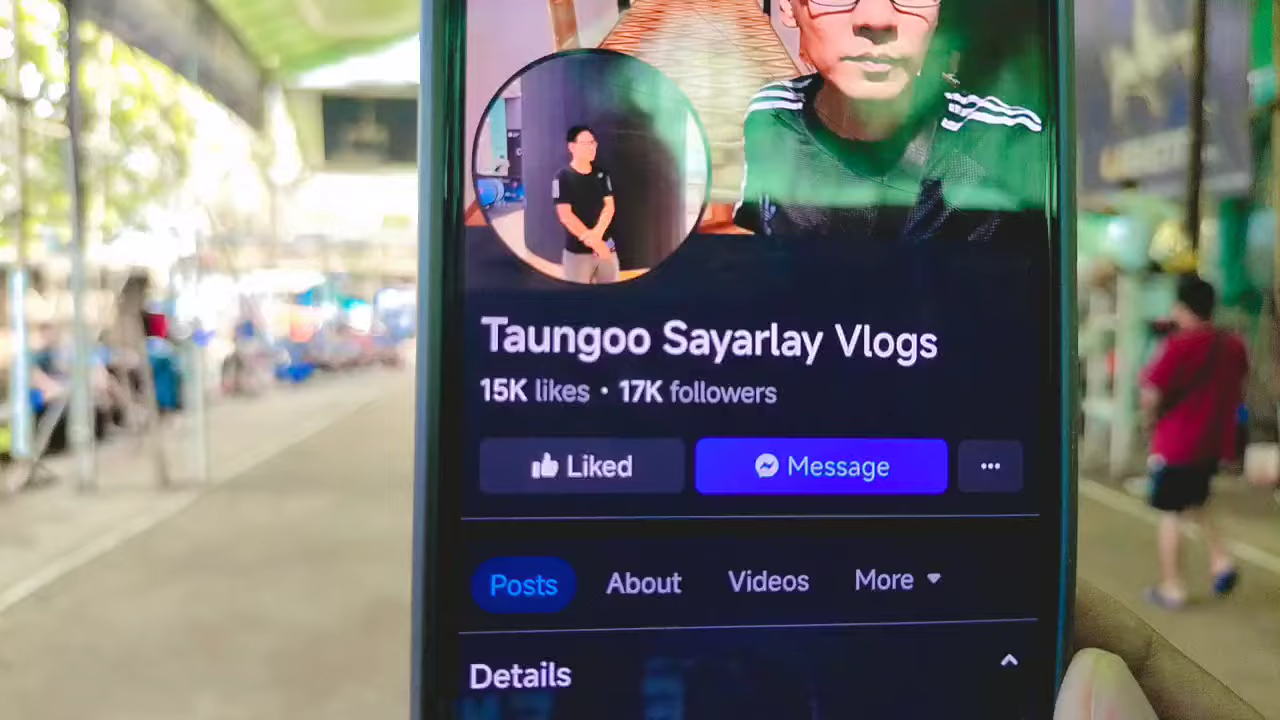 Taungoo Sayarlay Vlogs
15K likes • 17K followers
Liked
Message
Posts
About
Videos
More
Details